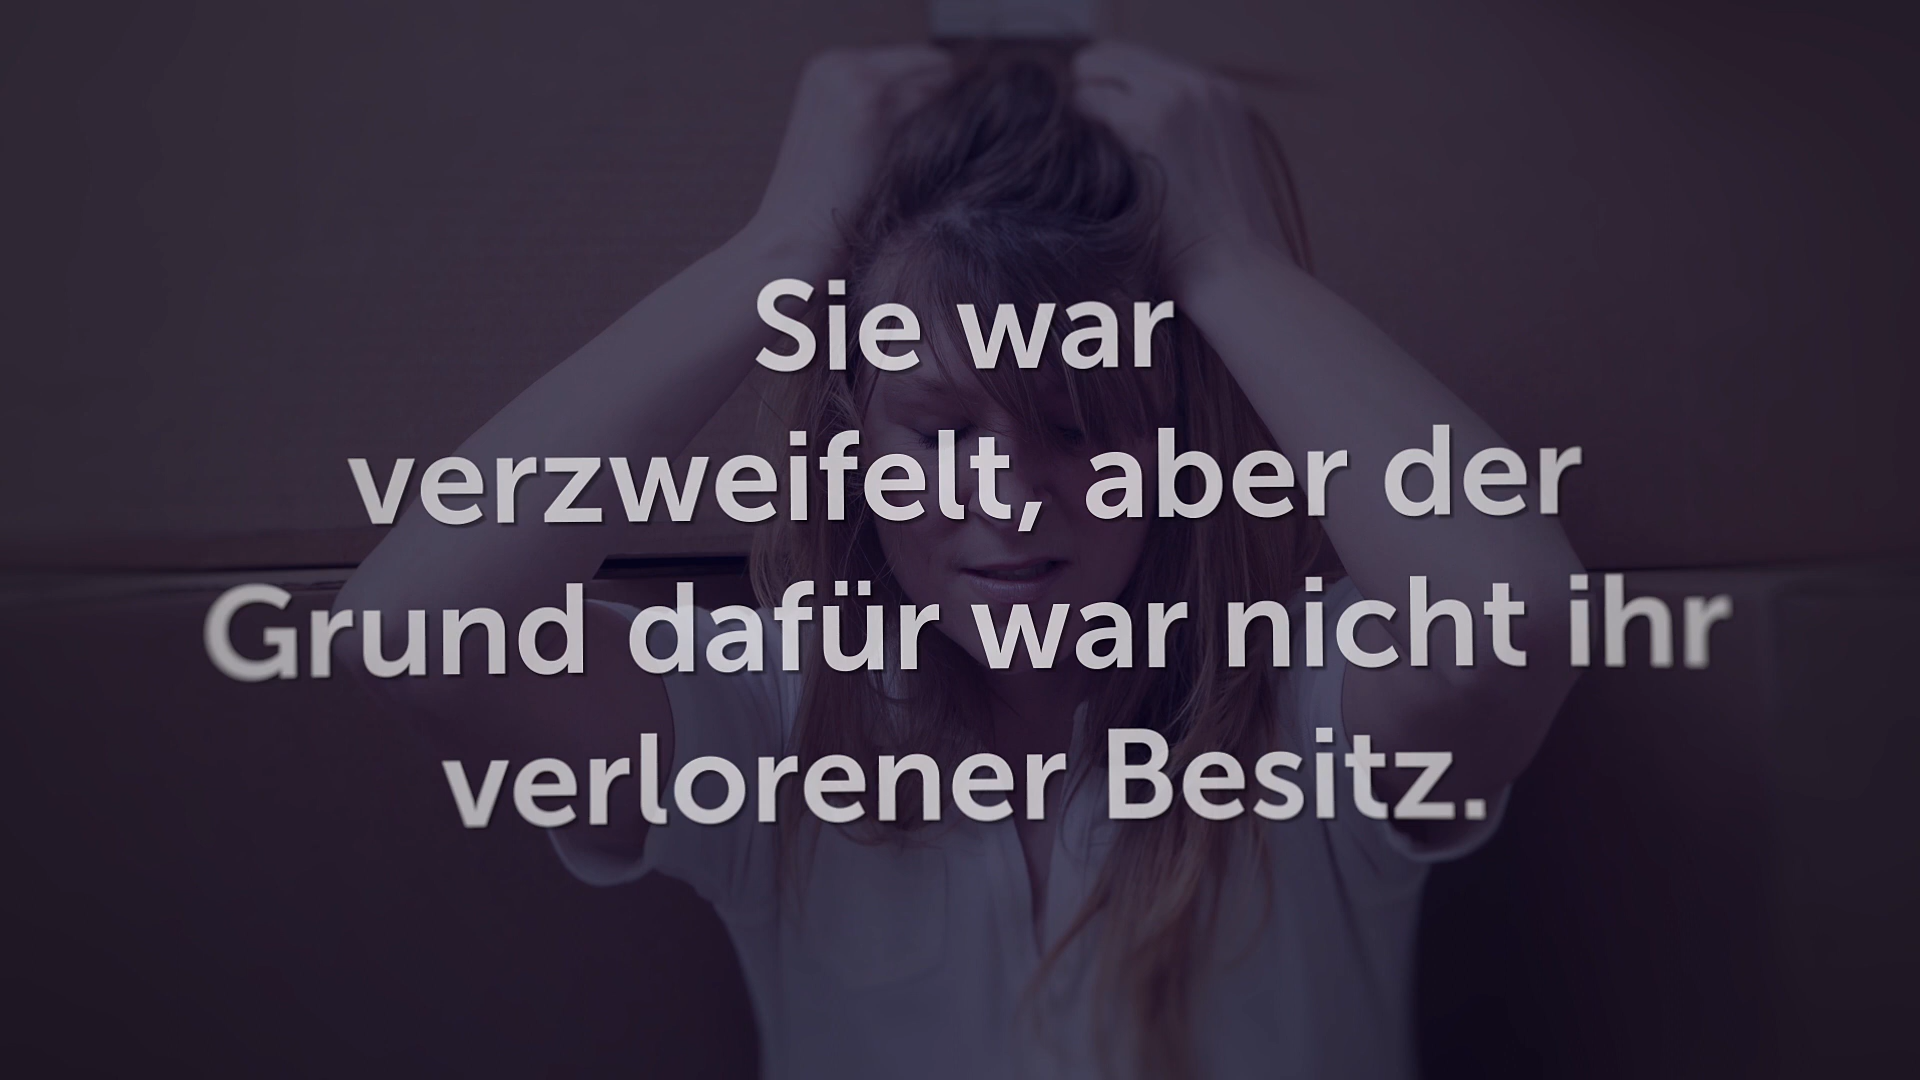 Sie war
verzweifelt, aber der
Grund dafür war nicht ihr
verlorener Besitz.